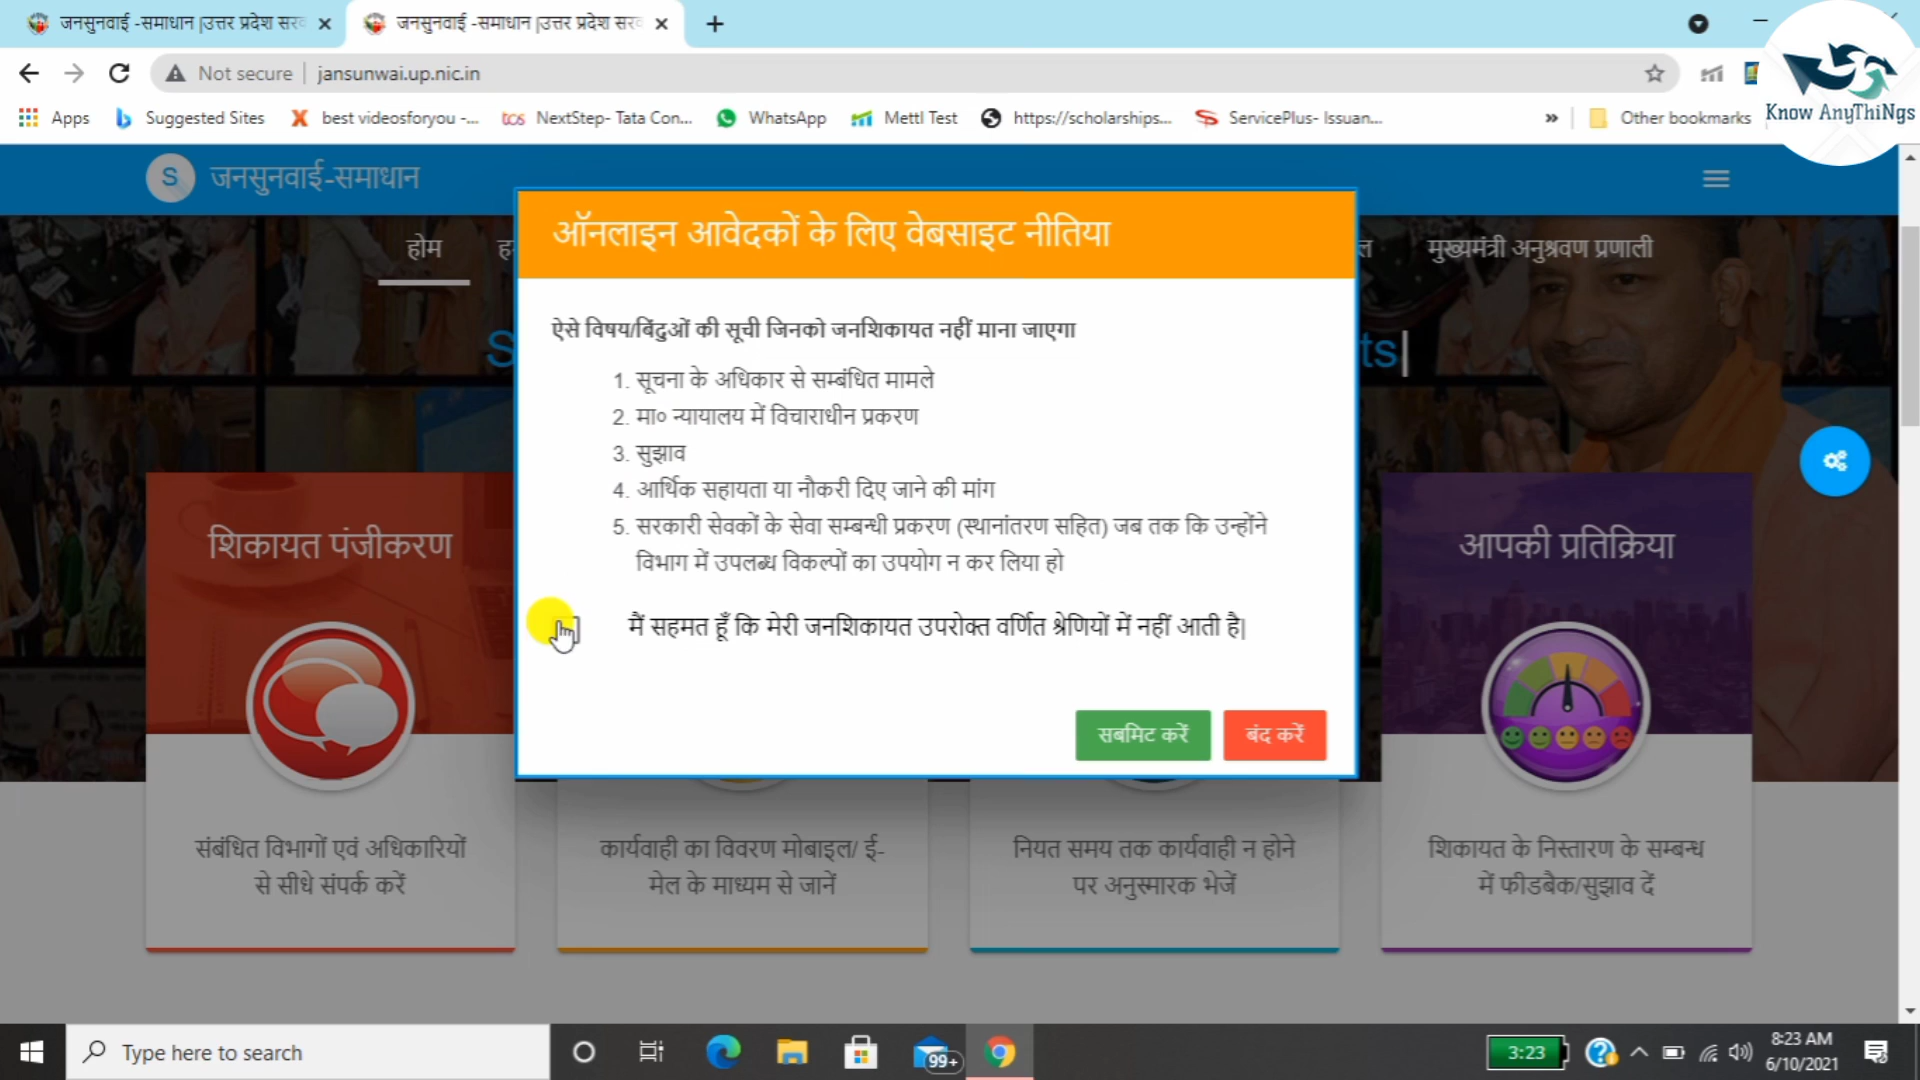 जनसुनवाई -समाधान |उत्तर प्रदेश सर
जनसुनवाई -समाधान |उत्तर प्रदेश सर
Not secure
jansunwai.up.nic.in
Apps
Suggested Sites
best videosforyou -...
NextStep- Tata Con...
WhatsApp
Mettl Test
https://scholarships...
ServicePlus- Issuan...
»
Other bookmarks
Know AnyThiNgs
S जनसुनवाई-समाधान
होम
मुख्यमंत्री अनुश्रवण प्रणाली
ts|
ऑनलाइन आवेदकों के लिए वेबसाइट नीतिया
ऐसे विषय/बिंदुओं की सूची जिनको जनशिकायत नहीं माना जाएगा
1. सूचना के अधिकार से सम्बंधित मामले
2. मा० न्यायालय में विचाराधीन प्रकरण
3. सुझाव
4. आर्थिक सहायता या नौकरी दिए जाने की मांग
5. सरकारी सेवकों के सेवा सम्बन्धी प्रकरण (स्थानांतरण सहित) जब तक कि उन्होंने
विभाग में उपलब्ध विकल्पों का उपयोग न कर लिया हो
मैं सहमत हूँ कि मेरी जनशिकायत उपरोक्त वर्णित श्रेणियों में नहीं आती है|
सबमिट करें
बंद करें
शिकायत पंजीकरण
आपकी प्रतिक्रिया
संबंधित विभागों एवं अधिकारियों
से सीधे संपर्क करें
कार्यवाही का विवरण मोबाइल/ ई-
मेल के माध्यम से जानें
नियत समय तक कार्यवाही न होने
पर अनुस्मारक भेजें
शिकायत के निस्तारण के सम्बन्ध
में फीडबैक/सुझाव दें
Type here to search
99+
3:23
8:23 AM
6/10/2021